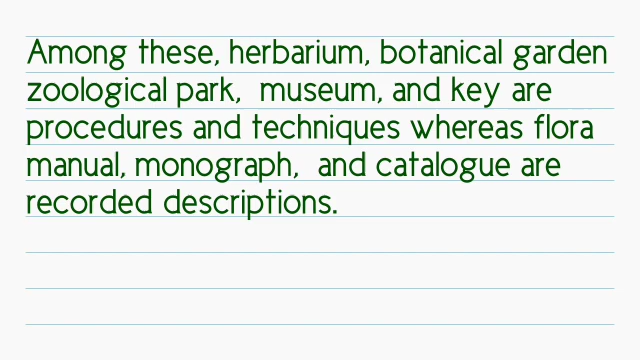 Among these, herbarium, botanical garden
zoological park,  museum, and key are
procedures and techniques whereas flora
manual, monograph,  and catalogue are
recorded descriptions.